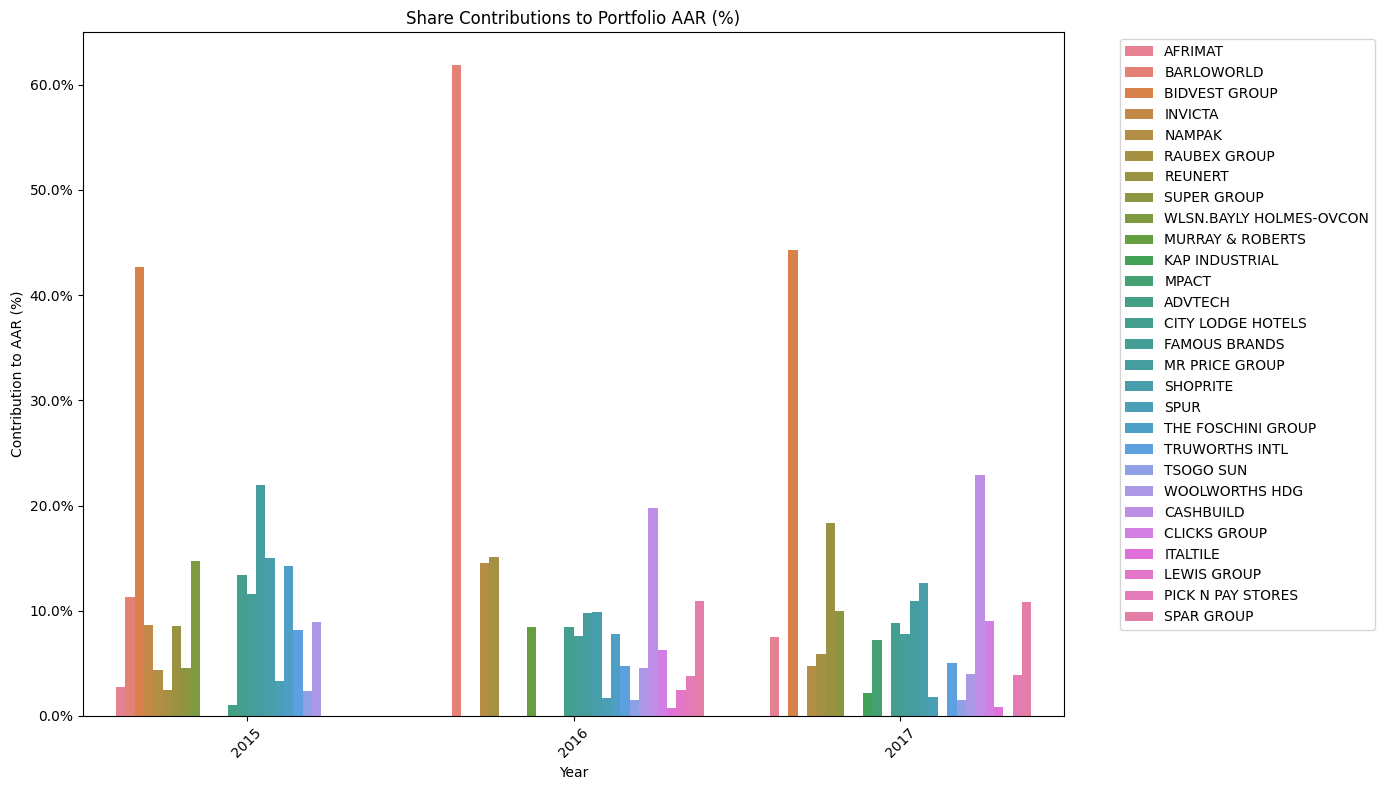 Share Contributions to Portfolio AAR (%)
Contribution to AAR (%)
60.0%
50.0%
40.0%
30.0%
20.0%
10.0%
0.0%
2015
2016
2017
Year
AFRIMAT
BARLOWORLD
BIDVEST GROUP
INVICTA
NAMPAK
RAUBEX GROUP
REUNERT
SUPER GROUP
WLSN.BAYLY HOLMES-OVCON
MURRAY & ROBERTS
KAP INDUSTRIAL
MPACT
ADVTECH
CITY LODGE HOTELS
FAMOUS BRANDS
MR PRICE GROUP
SHOPRITE
SPUR
THE FOSCHINI GROUP
TRUWORTHS INTL
TSOGO SUN
WOOLWORTHS HDG
CASHBUILD
CLICKS GROUP
ITALTILE
LEWIS GROUP
PICK N PAY STORES
SPAR GROUP